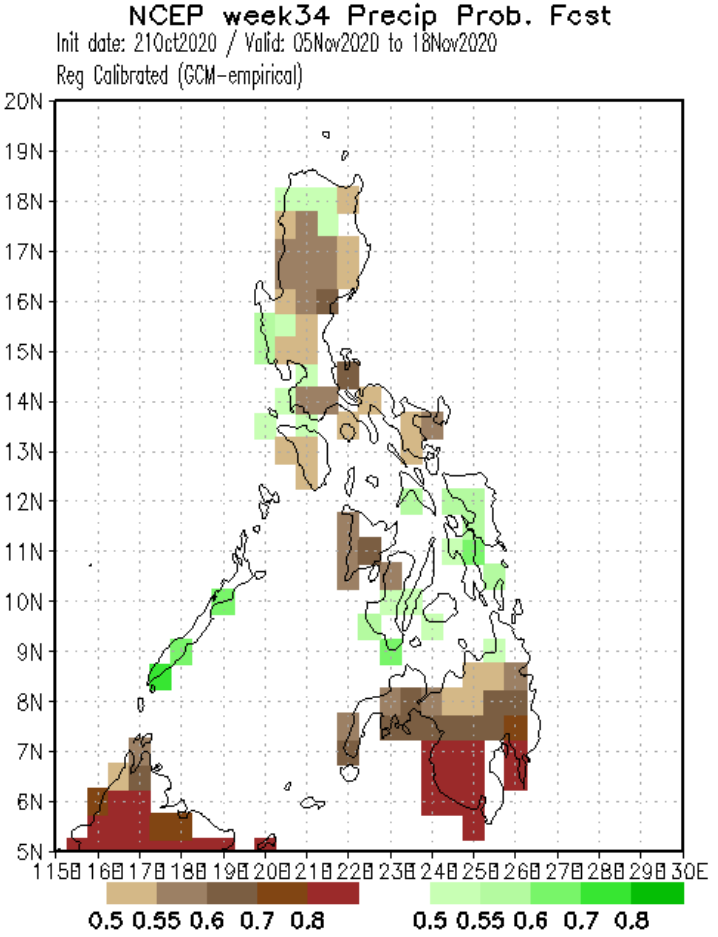 NCEP week34 Precip Prob. Fcst
Init date: 21Oct2020 / Valid: 05Nov2020 to 18Nov2020
Reg Calibrated (GCM-empirical)
20N
19N
18N
17N
16N
15N
14N
13N
12N
11N
10N
9N
8N
7N
6N
5N
115E 116E 117E 118E 119E 120E 121E 122E 123E 124E 125E 126E 127E 128E 129E 130E
0.5 0.55 0.6 0.7 0.8 0.5 0.55 0.6 0.7 0.8